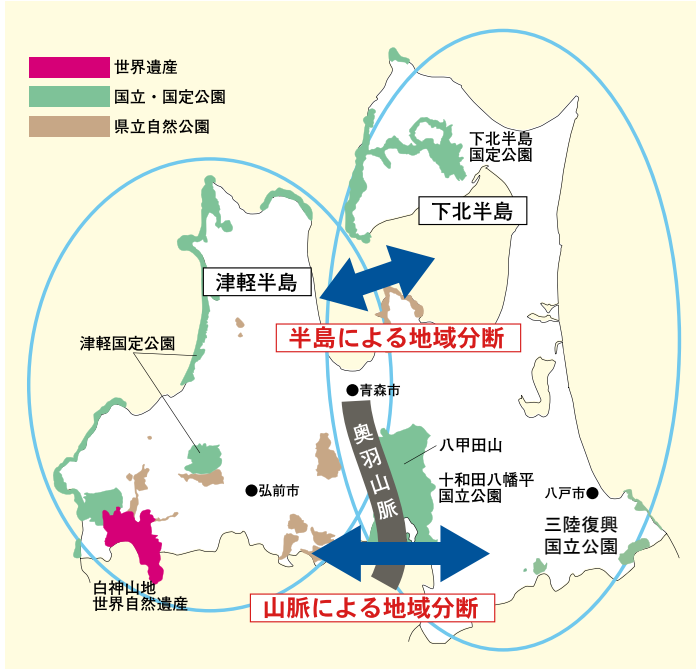 世界遺産
国立・国定公園
県立自然公園
下北半島
国定公園
下北半島
津軽半島
半島による地域分断
津軽国定公園
青森市
奥羽山脈
八甲田山
十和田八幡平
国立公園
弘前市
八戸市
三陸復興
国立公園
白神山地
世界自然遺産
山脈による地域分断